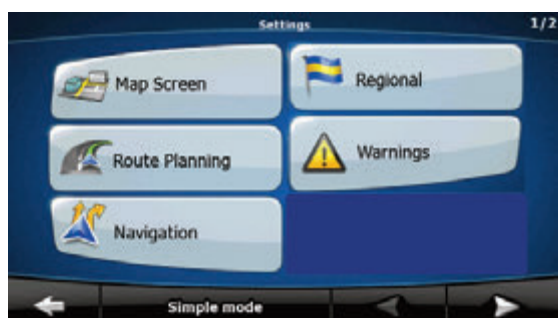 Settings
1/2
Map Screen
Regional
Route Planning
Warnings
Navigation
Simple mode